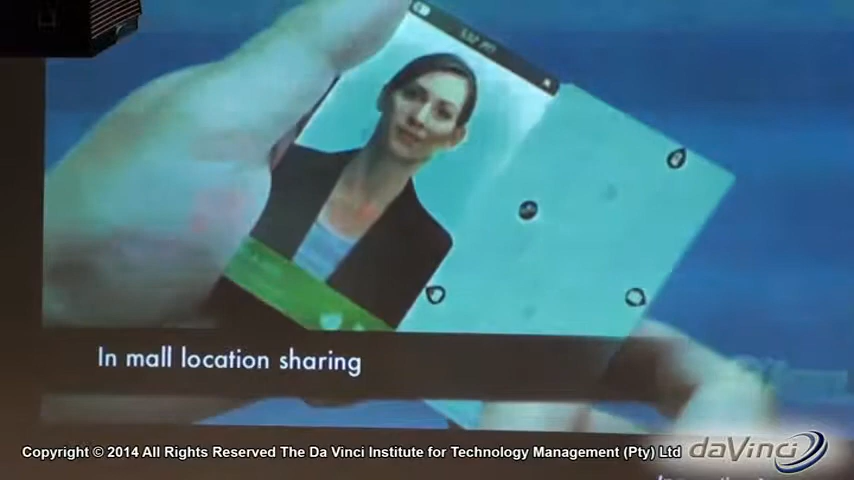 In mall location sharing
Copyright © 2014 All Rights Reserved The Da Vinci Institute for Technology Management (Pty) Ltd
daVinci